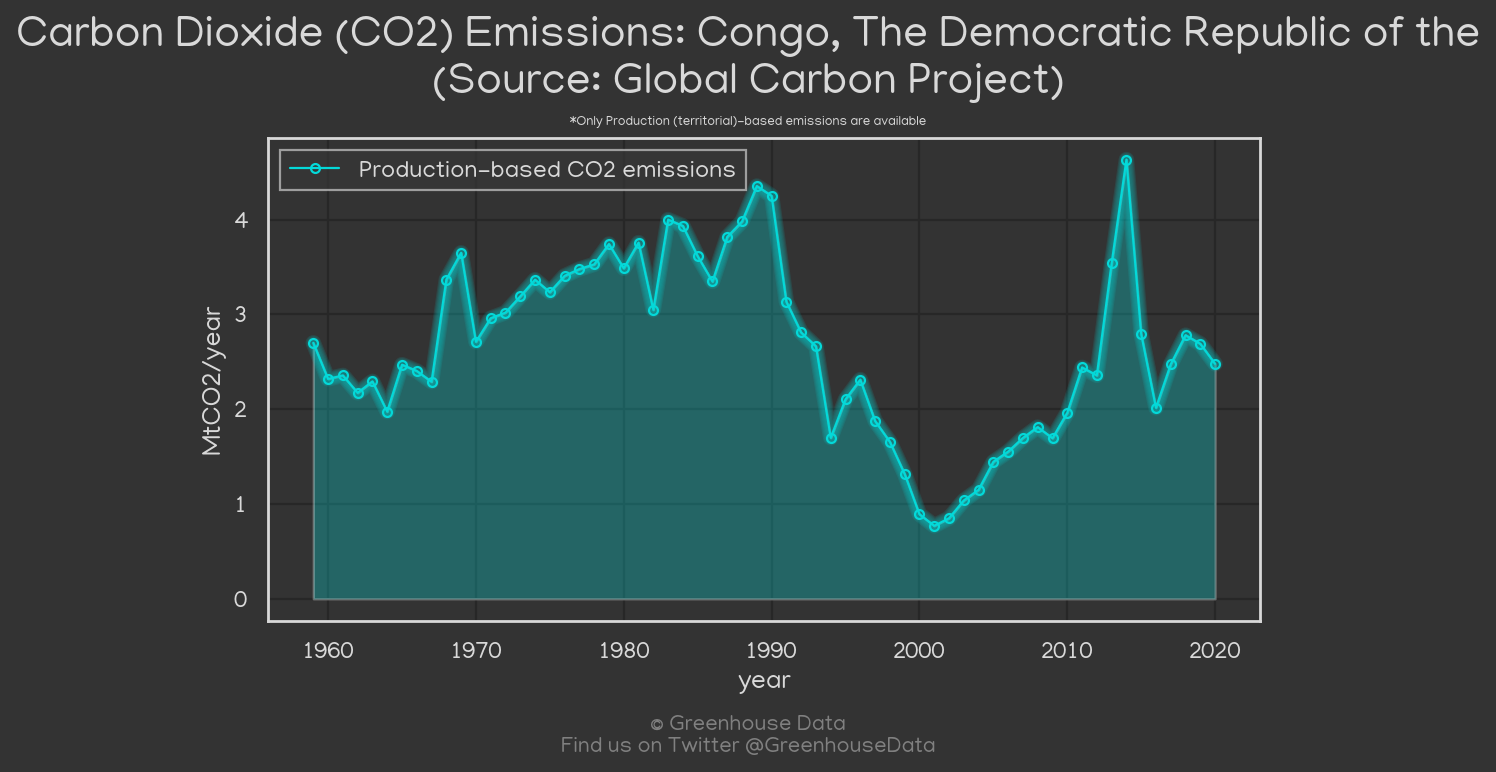 Carbon Dioxide (CO2) Emissions: Congo, The Democratic Republic of the
(Source: Global Carbon Project)
*Only Production (territorial)-based emissions are available
Production-based CO2 emissions
4
3
2
1
0
MtCO2/year
1960 1970 1980 1990 2000 2010 2020
year
© Greenhouse Data
Find us on Twitter @GreenhouseData